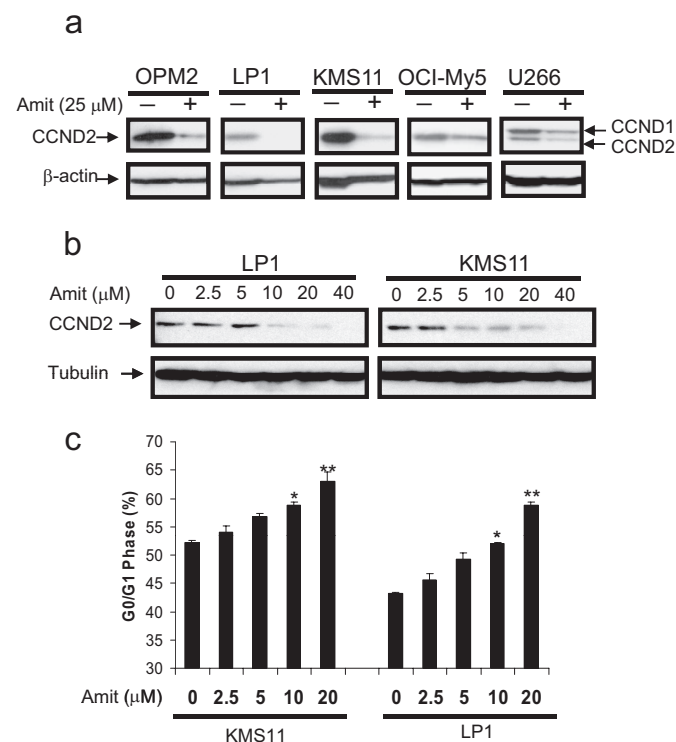 a
OPM2 LP1 KMS11 OCI-My5 U266
Amit (25 μM) – + – + – + – + – +
CCND2 CCND1
CCND2
β-actin
b
LP1 KMS11
Amit (μM) 0 2.5 5 10 20 40 0 2.5 5 10 20 40
CCND2
Tubulin
c
70
65
60
55
50
45
40
35
30
G0/G1 Phase (%)
* ** * **
Amit (μM) 0 2.5 5 10 20 0 2.5 5 10 20
KMS11 LP1